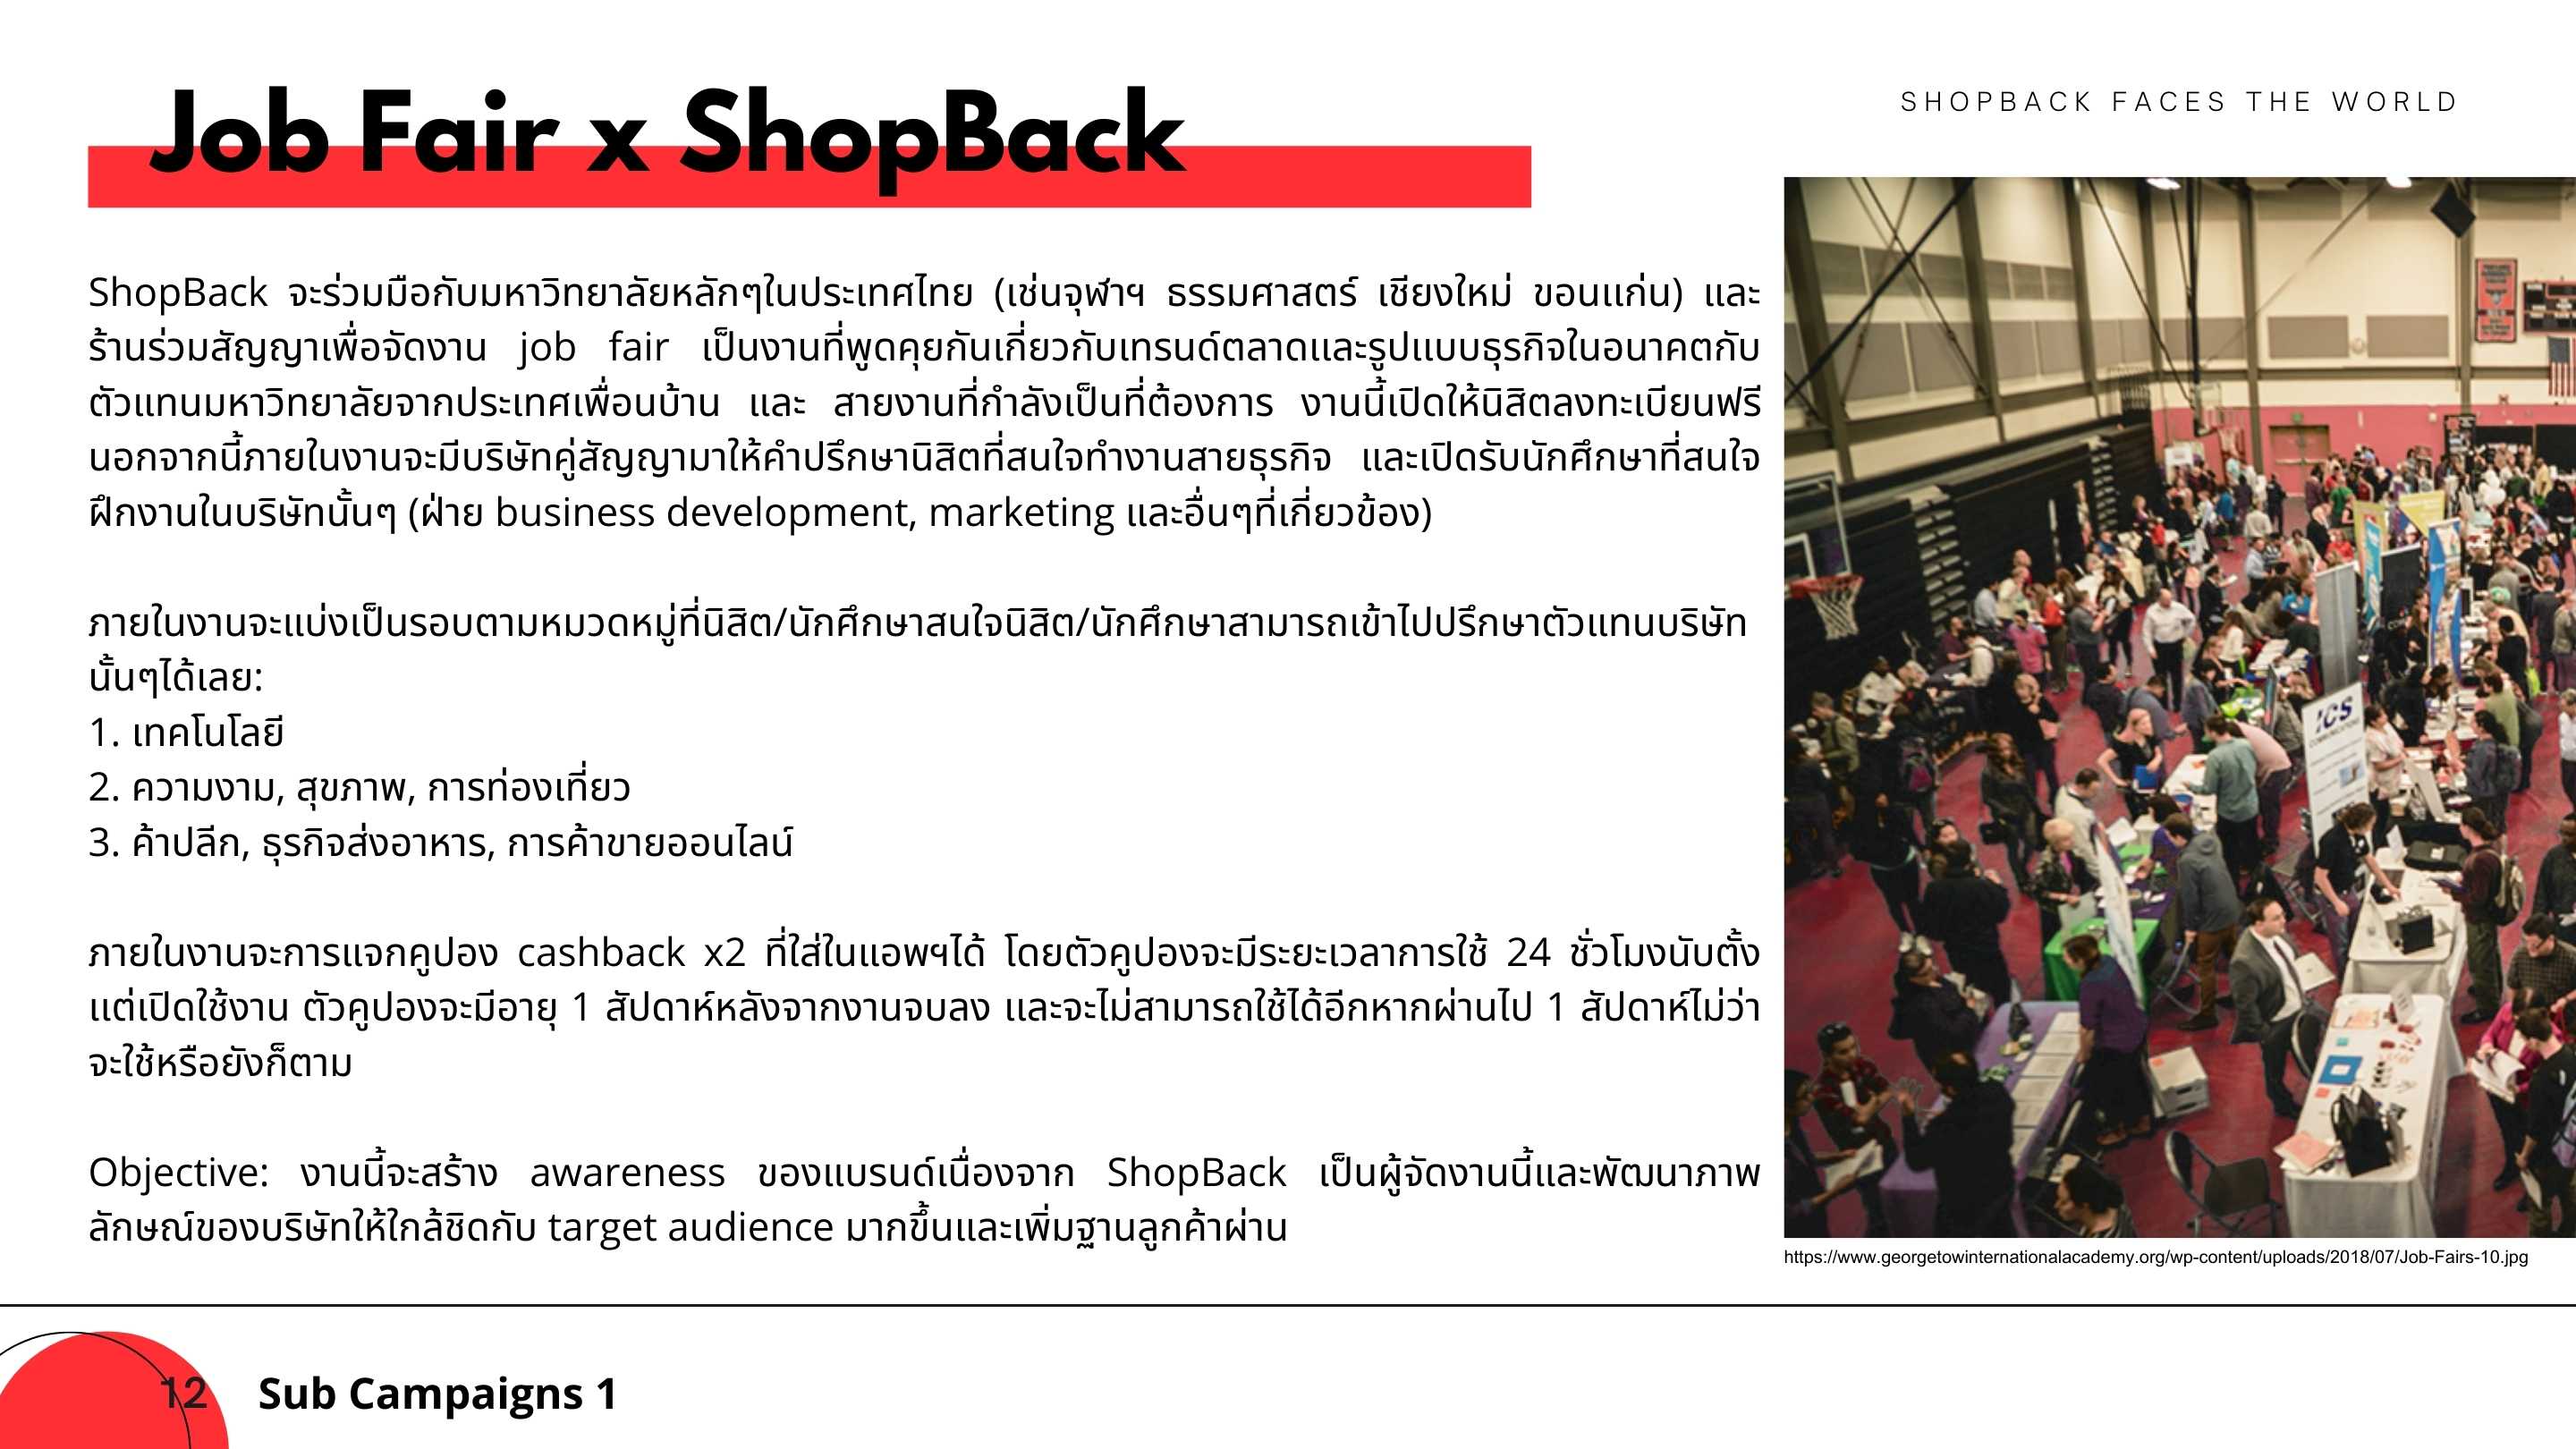 Job Fair x ShopBack
SHOPBACK FACES THE WORLD
ShopBack จะร่วมมือกับมหาวิทยาลัยหลักๆในประเทศไทย (เช่นจุฬาฯ ธรรมศาสตร์ เชียงใหม่ ขอนแก่น) และ
ร้านร่วมสัญญาเพื่อจัดงาน job fair เป็นงานที่พูดคุยกันเกี่ยวกับเทรนด์ตลาดและรูปแบบธุรกิจในอนาคตกับ
ตัวแทนมหาวิทยาลัยจากประเทศเพื่อนบ้าน และ สายงานที่กำลังเป็นที่ต้องการ งานนี้เปิดให้นิสิตลงทะเบียนฟรี
นอกจากนี้ภายในงานจะมีบริษัทคู่สัญญามาให้คำปรึกษานิสิตที่สนใจทำงานสายธุรกิจ และเปิดรับนักศึกษาที่สนใจ
ฝึกงานในบริษัทนั้นๆ (ฝ่าย business development, marketing และอื่นๆที่เกี่ยวข้อง)
ภายในงานจะแบ่งเป็นรอบตามหมวดหมู่ที่นิสิต/นักศึกษาสนใจนิสิต/นักศึกษาสามารถเข้าไปปรึกษาตัวแทนบริษัท
นั้นๆได้เลย:
1. เทคโนโลยี
2. ความงาม, สุขภาพ, การท่องเที่ยว
3. ค้าปลีก, ธุรกิจส่งอาหาร, การค้าขายออนไลน์
ภายในงานจะการแจกคูปอง cashback x2 ที่ใส่ในแอพฯได้ โดยตัวคูปองจะมีระยะเวลาการใช้ 24 ชั่วโมงนับตั้ง
แต่เปิดใช้งาน ตัวคูปองจะมีอายุ 1 สัปดาห์หลังจากงานจบลง และจะไม่สามารถใช้ได้อีกหากผ่านไป 1 สัปดาห์ไม่ว่า
จะใช้หรือยังก็ตาม
Objective: งานนี้จะสร้าง awareness ของแบรนด์เนื่องจาก ShopBack เป็นผู้จัดงานนี้และพัฒนาภาพ
ลักษณ์ของบริษัทให้ใกล้ชิดกับ target audience มากขึ้นและเพิ่มฐานลูกค้าผ่าน
ICS
https://www.georgetowinternationalacademy.org/wp-content/uploads/2018/07/Job-Fairs-10.jpg
12
Sub Campaigns 1